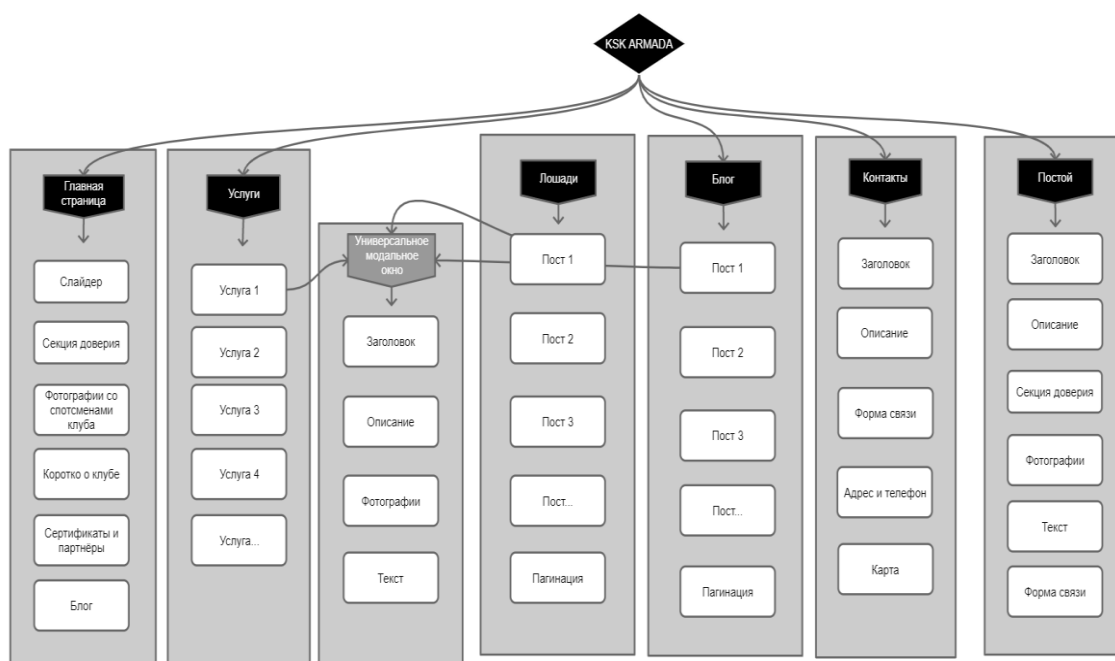 KSK ARMADA
Главная
страница
Слайдер
Секция доверия
Фотографии со
спотсменами
клуба
Коротко о клубе
Сертификаты и
партнёры
Блог
Услуги
Услуга 1
Услуга 2
Услуга 3
Услуга 4
Услуга...
Универсальное
модальное
окно
Заголовок
Описание
Фотографии
Текст
Лошади
Пост 1
Пост 2
Пост 3
Пост...
Пагинация
Блог
Пост 1
Пост 2
Пост 3
Пост...
Пагинация
Контакты
Заголовок
Описание
Форма связи
Адрес и телефон
Карта
Постой
Заголовок
Описание
Секция доверия
Фотографии
Текст
Форма связи